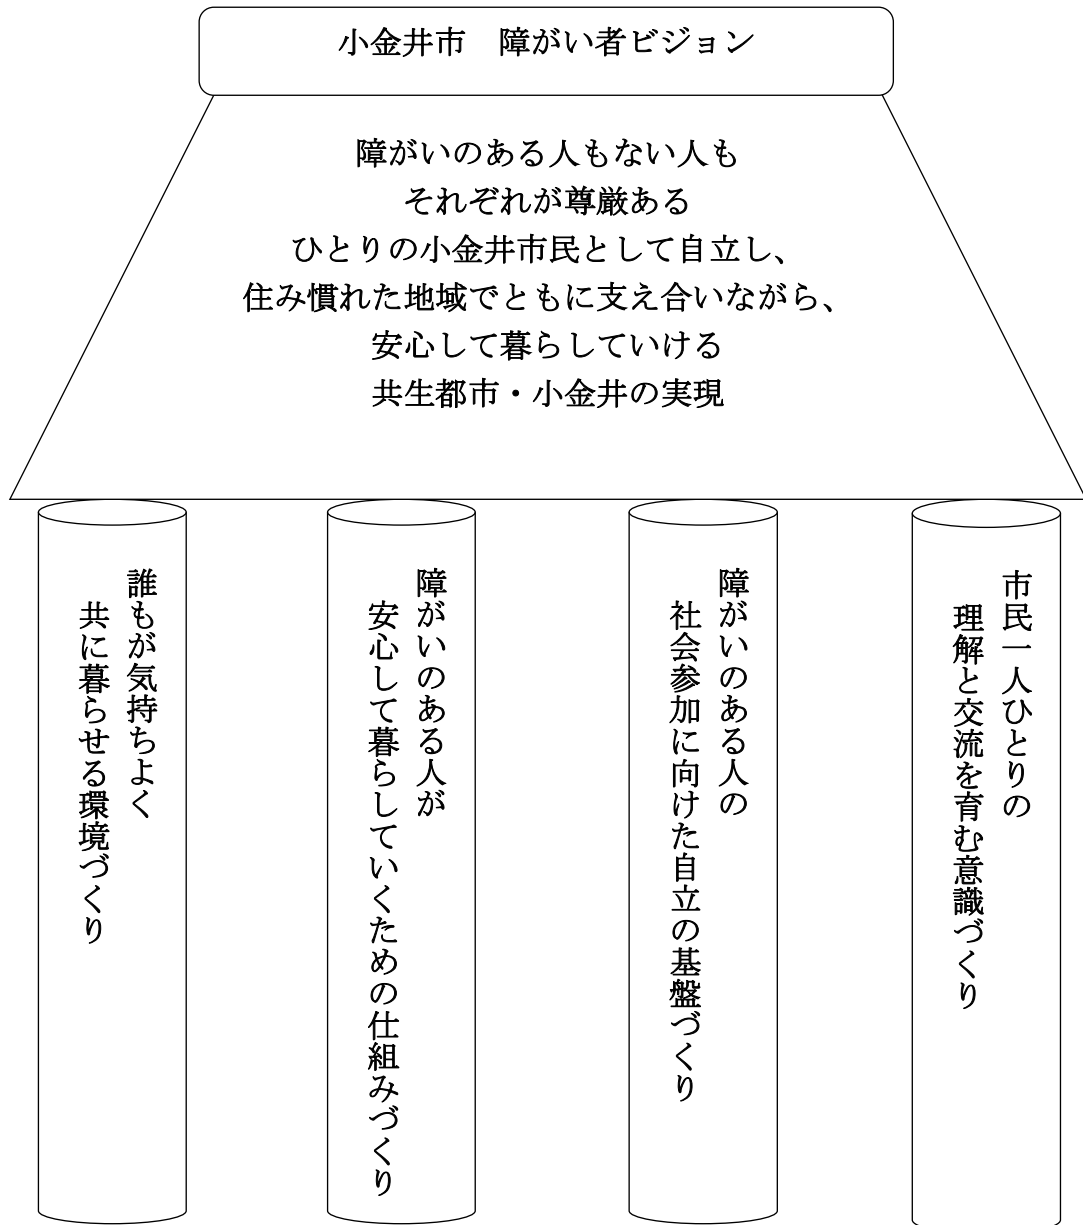 小金井市　障がい者ビジョン
障がいのある人もない人も
それぞれが尊厳ある
ひとりの小金井市民として自立し、
住み慣れた地域でともに支え合いながら、
安心して暮らしていける
共生都市・小金井の実現
市民一人ひとりの
理解と交流を育む意識づくり
障がいのある人の
社会参加に向けた自立の基盤づくり
障がいのある人が
安心して暮らしていくための仕組みづくり
誰もが気持ちよく
共に暮らせる環境づくり